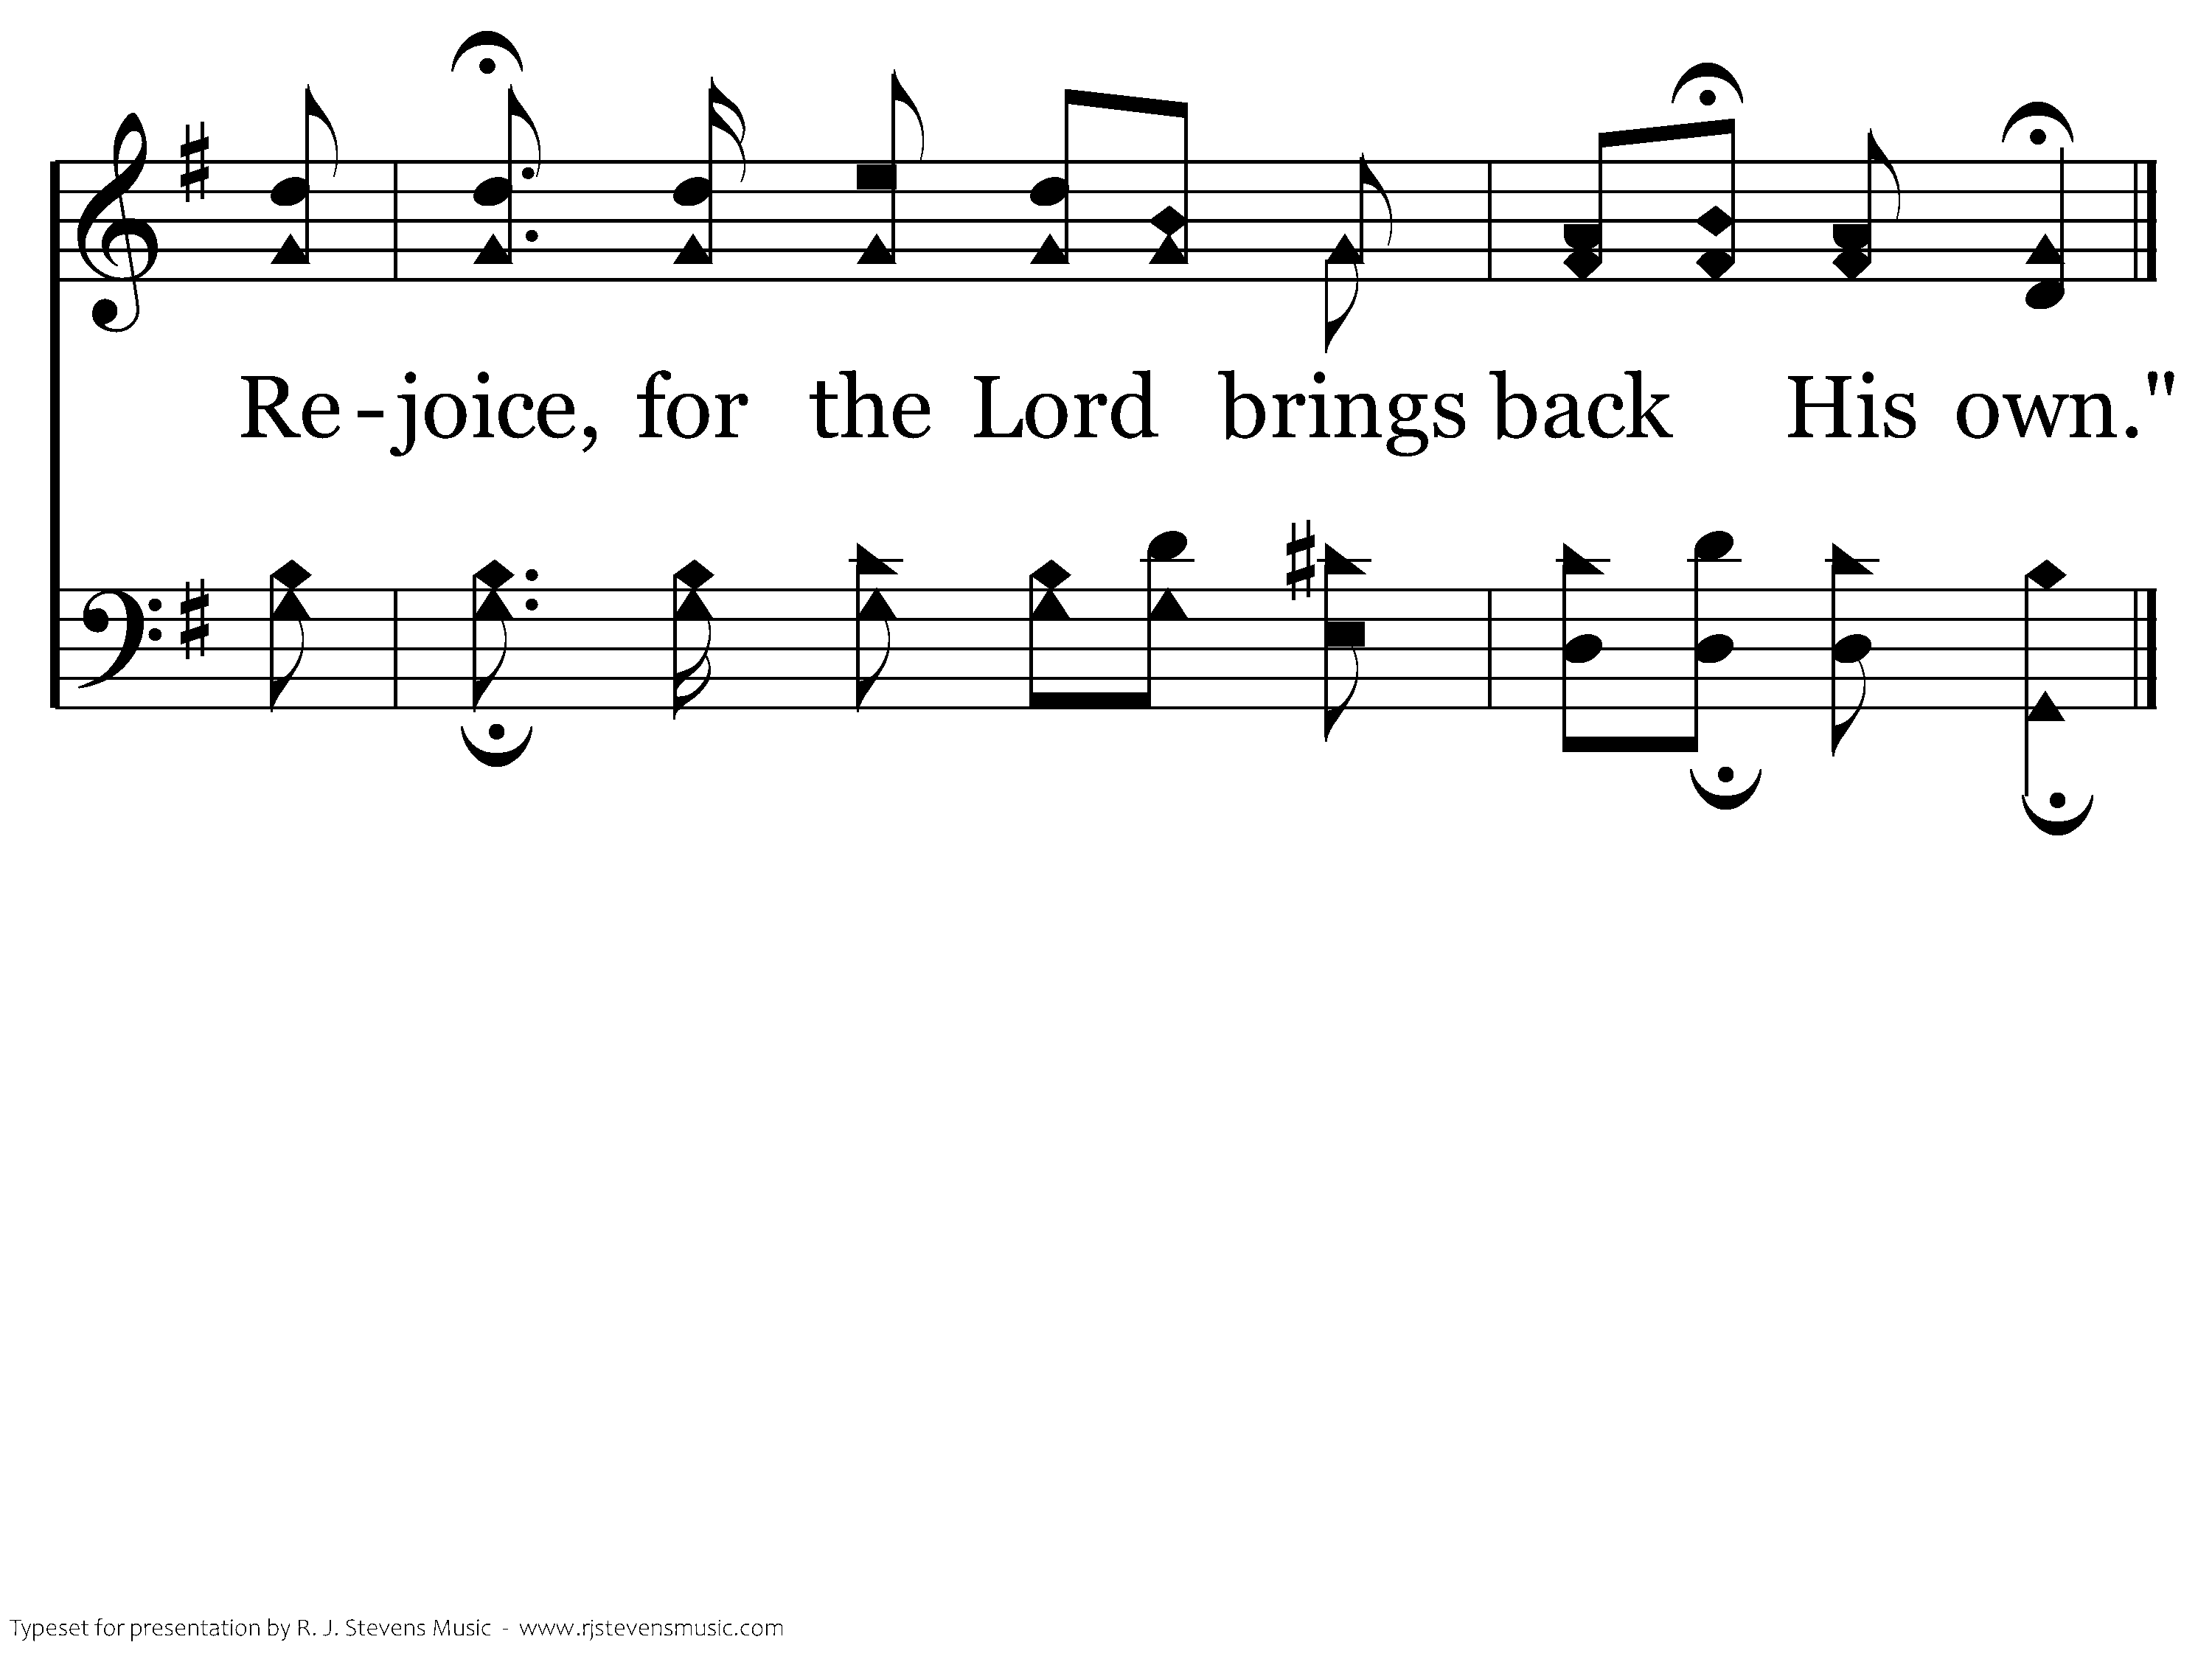 Re-joice, for the Lord brings back His own."
Typeset for presentation by R. J. Stevens Music - www.rjstevensmusic.com